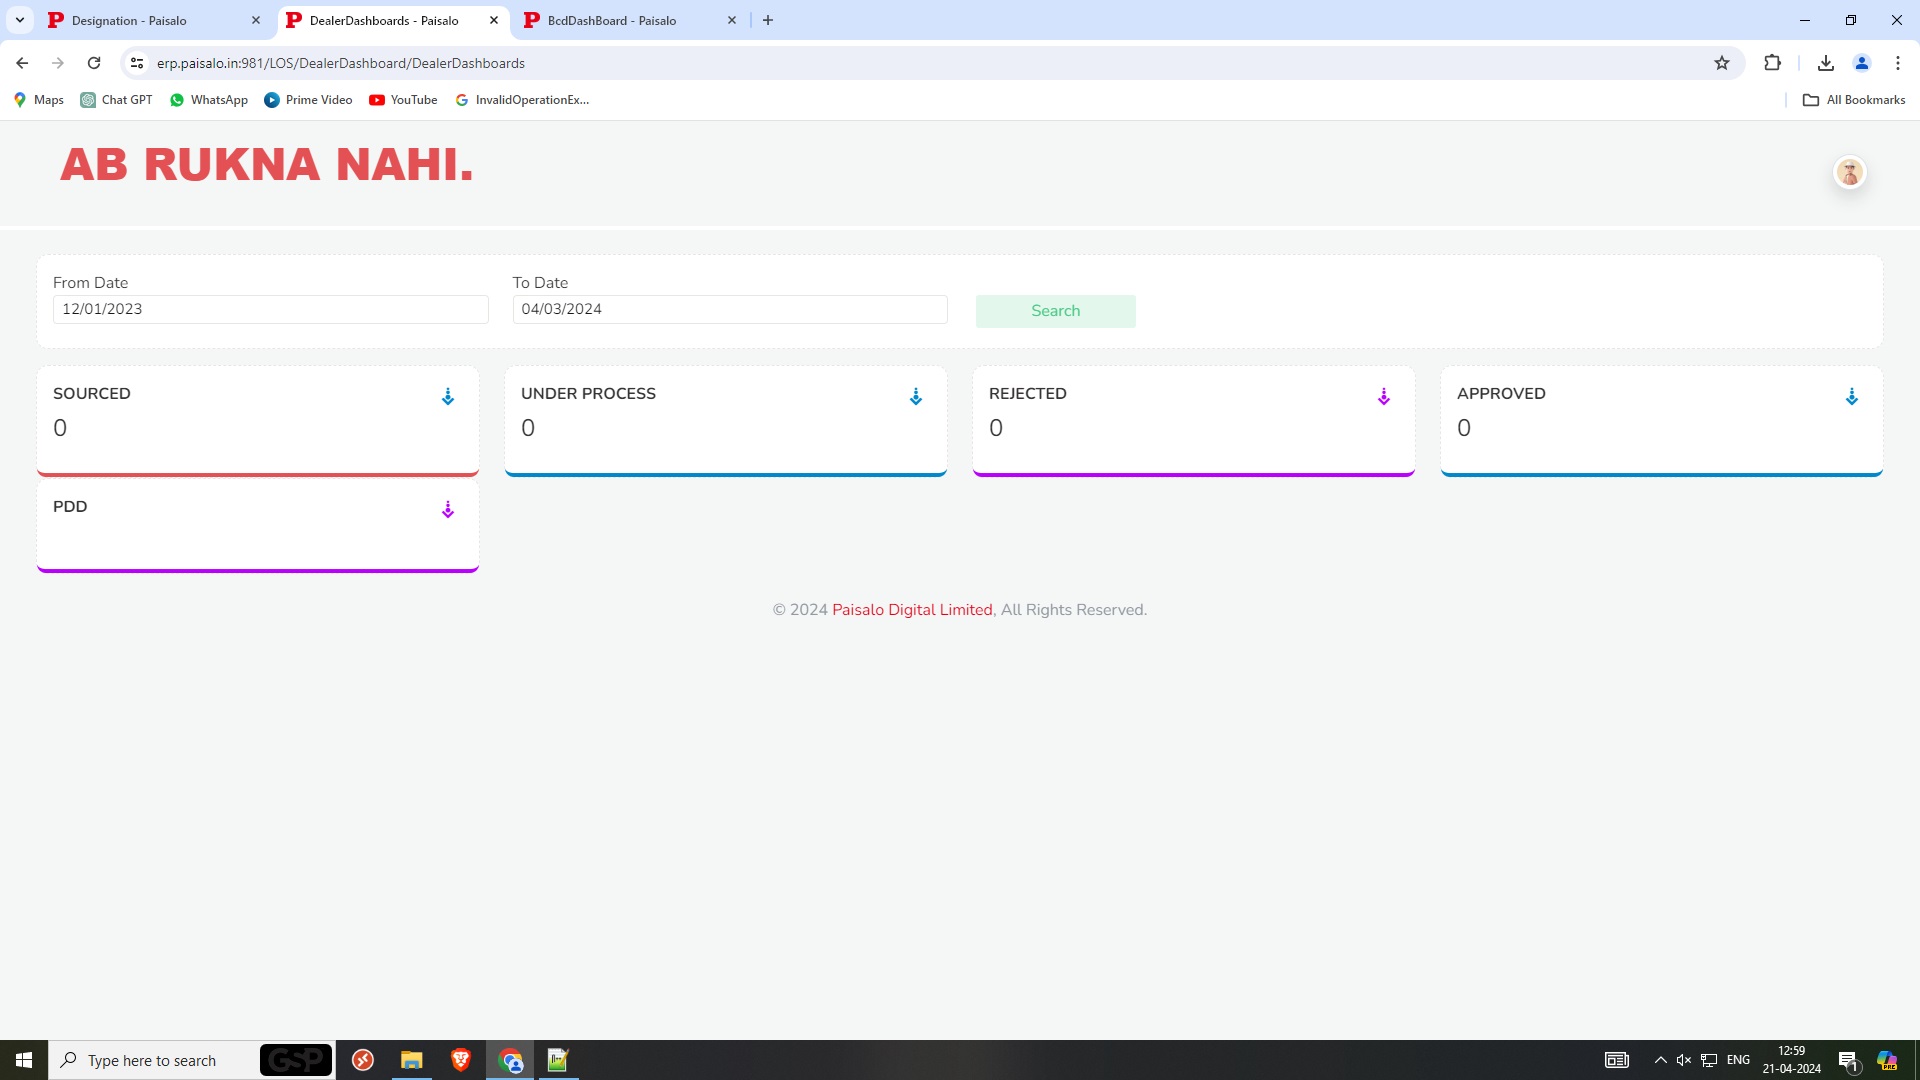 Designation - Paisalo
DealerDashboards - Paisalo
BcdDashBoard - Paisalo
erp.paisalo.in:981/LOS/DealerDashboard/DealerDashboards
Maps
Chat GPT
WhatsApp
Prime Video
YouTube
InvalidOperationEx...
All Bookmarks
AB RUKNA NAHI.
From Date
To Date
12/01/2023
04/03/2024
Search
SOURCED
UNDER PROCESS
REJECTED
APPROVED
0
0
0
0
PDD
© 2024 Paisalo Digital Limited, All Rights Reserved.
Type here to search
GSP
ENG
12:59
21-04-2024
1
PRE